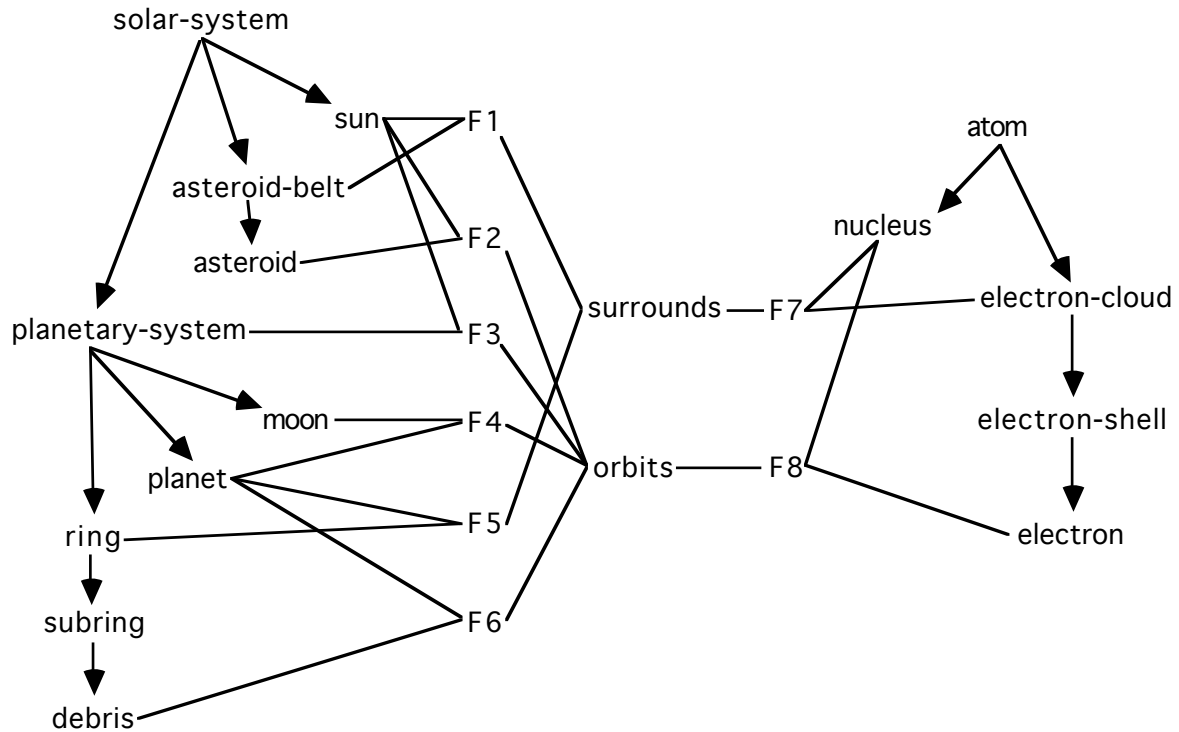 solar-system
sun
F1
atom
asteroid-belt
nucleus
F2
asteroid
electron-cloud
surrounds
F7
planetary-system
F3
moon
F4
electron-shell
planet
orbits
F8
ring
F5
electron
subring
F6
debris